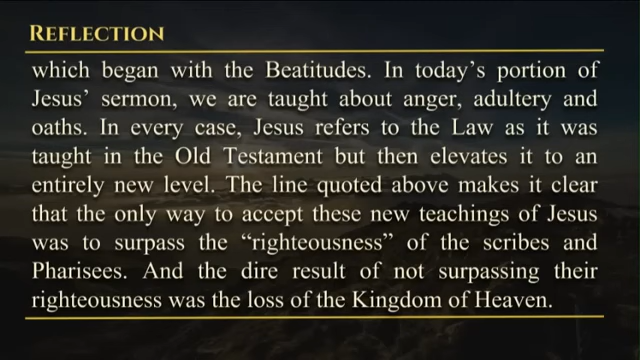 REFLECTION
which began with the Beatitudes. In today's portion of
Jesus' sermon, we are taught about anger, adultery and
oaths. In every case, Jesus refers to the Law as it was
taught in the Old Testament but then elevates it to an
entirely new level. The line quoted above makes it clear
that the only way to accept these new teachings of Jesus
was to surpass the “righteousness” of the scribes and
Pharisees. And the dire result of not surpassing their
righteousness was the loss of the Kingdom of Heaven.